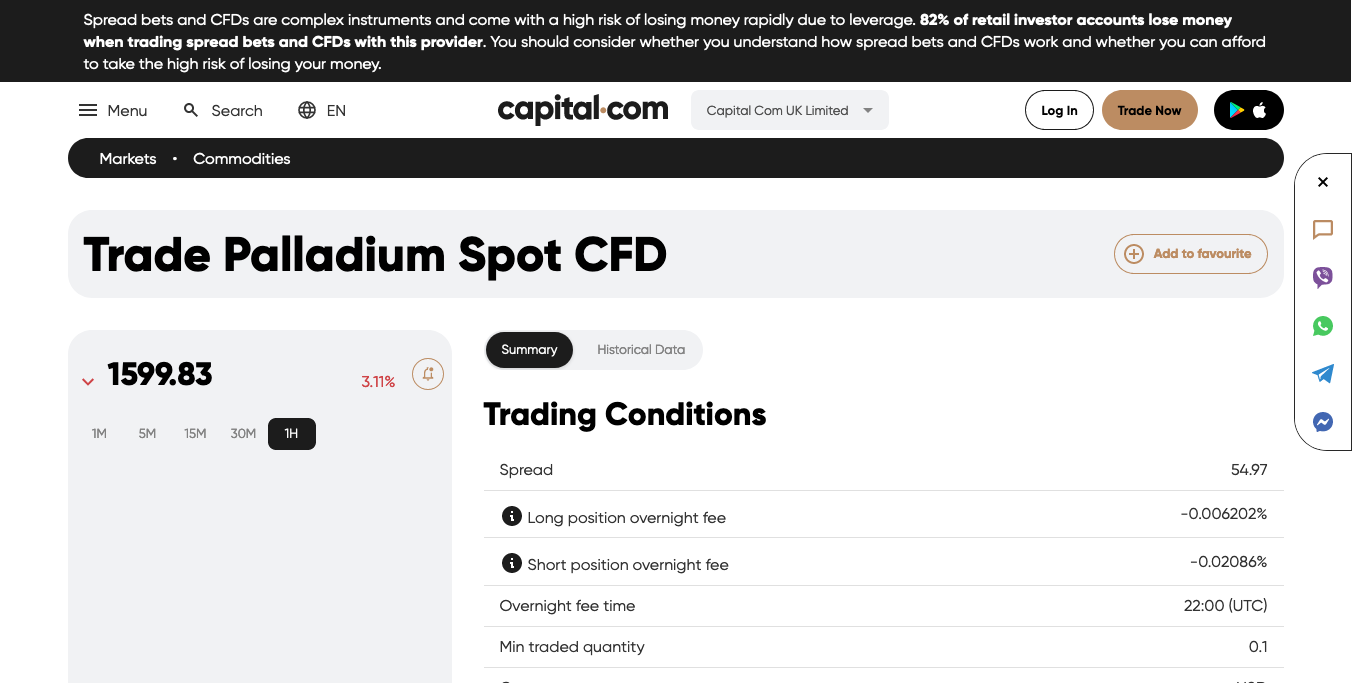 Spread bets and CFDs are complex instruments and come with a high risk of losing money rapidly due to leverage. 82% of retail investor accounts lose money
when trading spread bets and CFDs with this provider. You should consider whether you understand how spread bets and CFDs work and whether you can afford
to take the high risk of losing your money.
Menu
Search
EN
capital.com
Capital Com UK Limited
Log In
Trade Now
Markets • Commodities
Trade Palladium Spot CFD
Add to favourite
1599.83
3.11%
1M 5M 15M 30M 1H
Summary
Historical Data
Trading Conditions
Spread 54.97
Long position overnight fee -0.006202%
Short position overnight fee -0.02086%
Overnight fee time 22:00 (UTC)
Min traded quantity 0.1